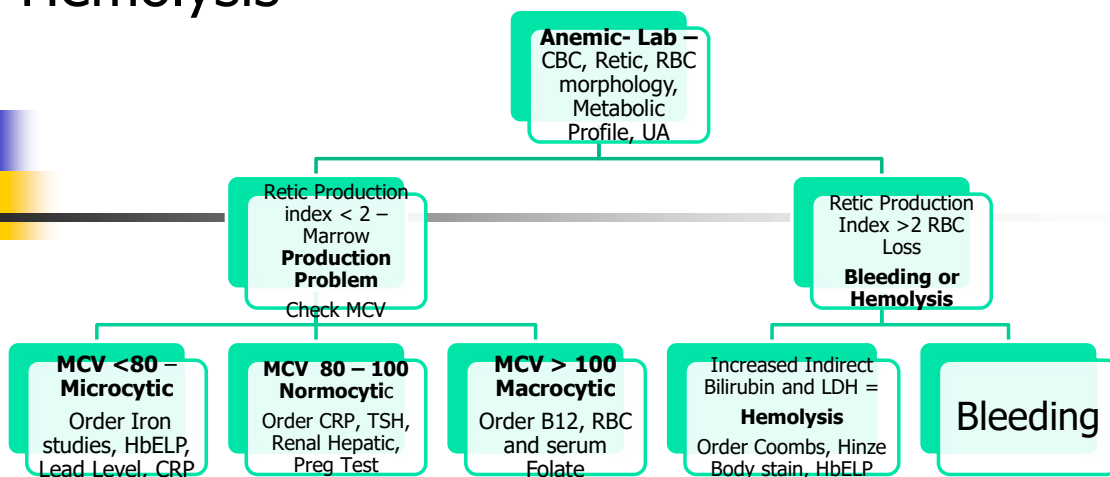 Hemolysis
Anemic- Lab –
CBC, Retic, RBC
morphology,
Metabolic
Profile, UA
Retic Production
index < 2 –
Marrow
Production
Problem
Check MCV
Retic Production
Index >2 RBC
Loss
Bleeding or
Hemolysis
MCV <80 –
Microcytic
Order Iron
studies, HbELP,
Lead Level, CRP
MCV 80 – 100
Normocytic
Order CRP, TSH,
Renal Hepatic,
Preg Test
MCV > 100
Macrocytic
Order B12, RBC
and serum
Folate
Increased Indirect
Bilirubin and LDH =
Hemolysis
Order Coombs, Hinze
Body stain, HbELP
Bleeding